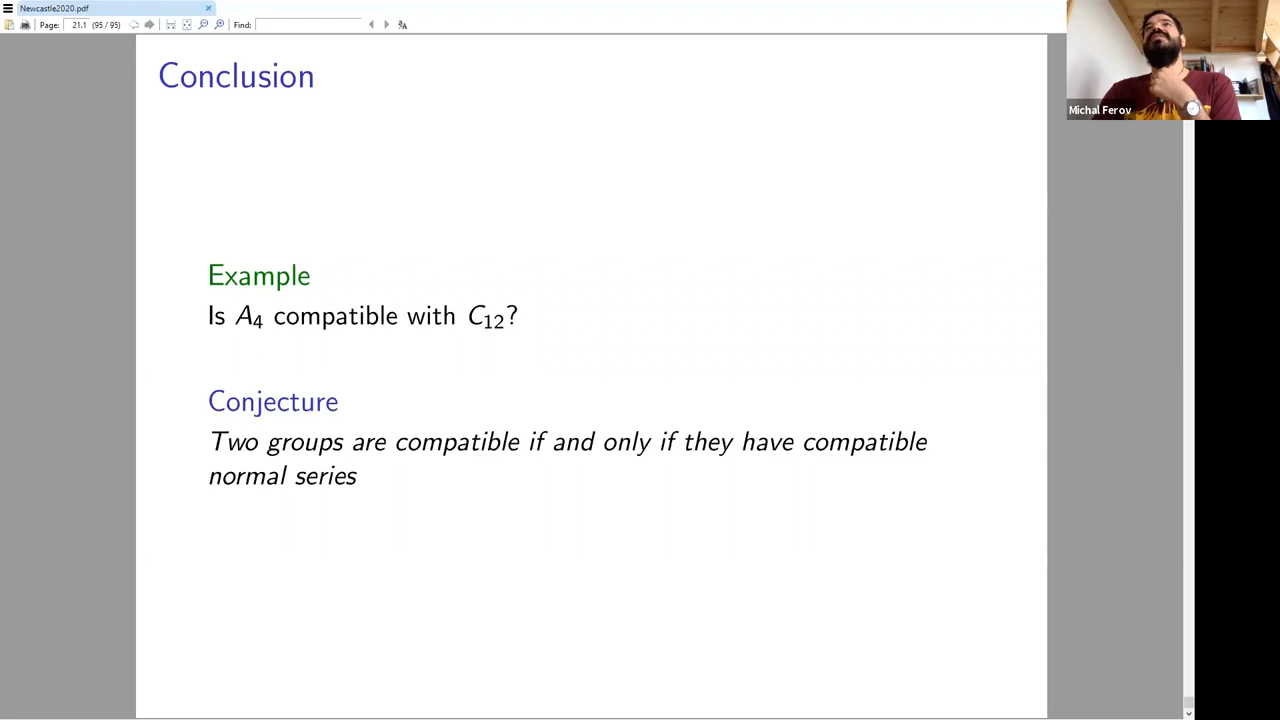 Newcastle2020.pdf ×
Page: 21.1 (95 / 95) Find:
Conclusion
Example
Is A₄ compatible with C₁₂?
Conjecture
Two groups are compatible if and only if they have compatible
normal series
Michal Ferov